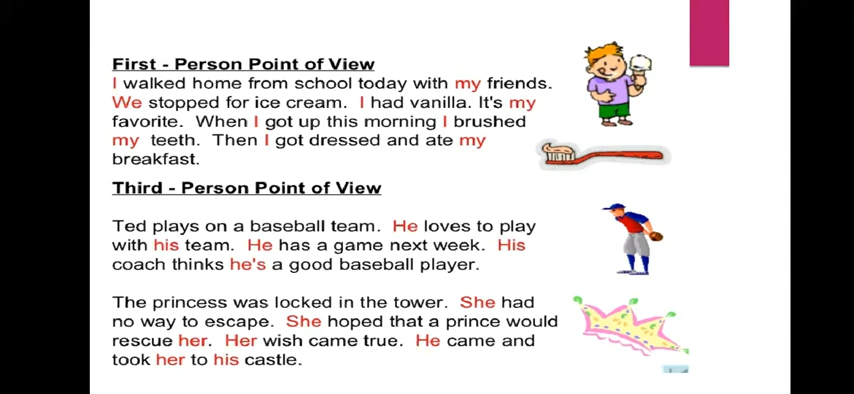 First - Person Point of View
I walked home from school today with my friends.
We stopped for ice cream. I had vanilla. It's my
favorite. When I got up this morning I brushed
my teeth. Then I got dressed and ate my
breakfast.
Third - Person Point of View
Ted plays on a baseball team. He loves to play
with his team. He has a game next week. His
coach thinks he's a good baseball player.
The princess was locked in the tower. She had
no way to escape. She hoped that a prince would
rescue her. Her wish came true. He came and
took her to his castle.